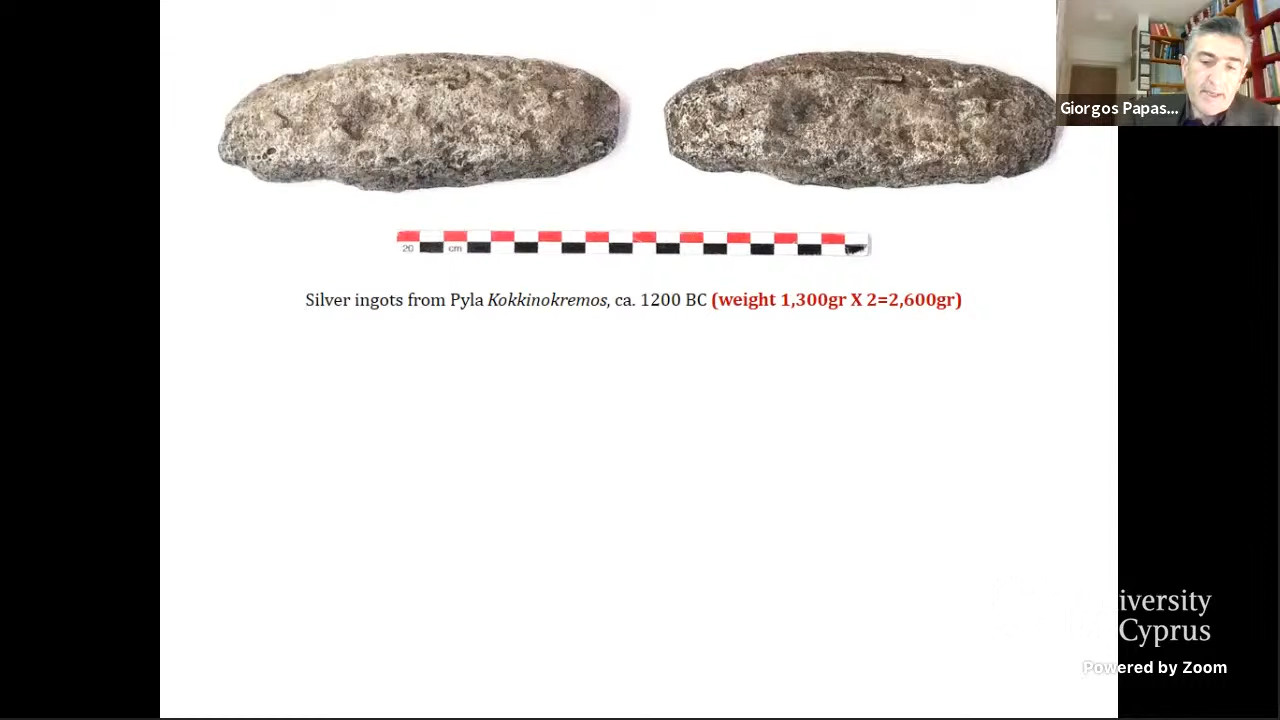 Giorgos Papas...
20 cm
Silver ingots from Pyla Kokkinokremos, ca. 1200 BC (weight 1,300gr X 2=2,600gr)
iversity
Cyprus
Powered by Zoom